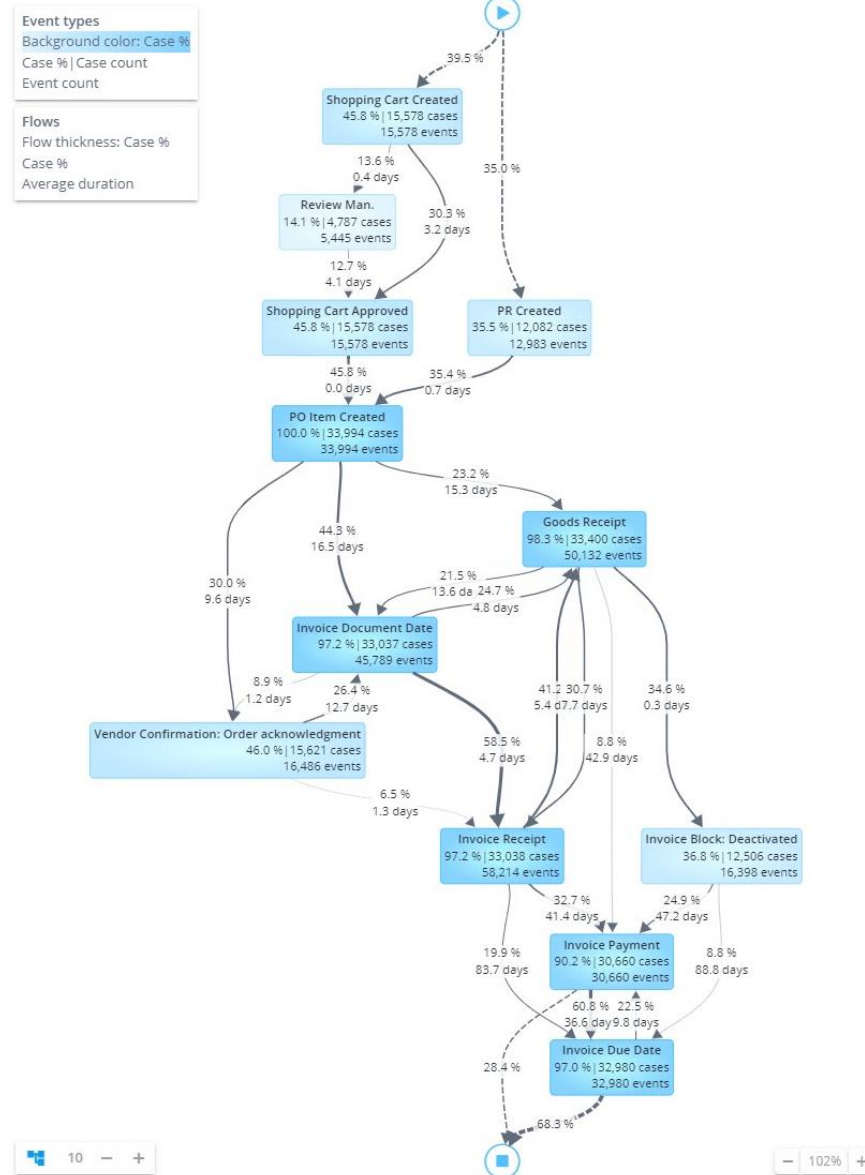 Event types
Background color: Case %
Case %|Case count
Event count
Flows
Flow thickness: Case %
Case %
Average duration
39.5 %
Shopping Cart Created
45.8 %|15,578 cases
15,578 events
13.6 %
0.4 days
35.0 %
Review Man.
14.1 %|4,787 cases
5,445 events
30.3 %
3.2 days
12.7 %
4.1 days
Shopping Cart Approved
45.8 %|15,578 cases
15,578 events
PR Created
35.5 %|12,082 cases
12,983 events
45.8 %
0.0 days
35.4 %
0.7 days
PO Item Created
100.0 %|33,994 cases
33,994 events
23.2 %
15.3 days
44.3 %
16.5 days
Goods Receipt
98.3 %|33,400 cases
50,132 events
30.0 %
9.6 days
21.5 %
13.6 da
24.7 %
4.8 days
Invoice Document Date
97.2 %|33,037 cases
45,789 events
8.9 %
1.2 days
26.4 %
12.7 days
41.2
5.4 d
30.7 %
7.7 days
34.6 %
0.3 days
Vendor Confirmation: Order acknowledgment
46.0 %|15,621 cases
16,486 events
58.5 %
4.7 days
8.8 %
42.9 days
6.5 %
1.3 days
Invoice Receipt
97.2 %|33,038 cases
58,214 events
Invoice Block: Deactivated
36.8 %|12,506 cases
16,398 events
32.7 %
41.4 days
24.9 %
47.2 days
19.9 %
83.7 days
Invoice Payment
90.2 %|30,660 cases
30,660 events
8.8 %
88.8 days
60.8 %
36.6 day
22.5 %
9.8 days
Invoice Due Date
97.0 %|32,980 cases
32,980 events
28.4 %
68.3 %
10 − +
− 102% +